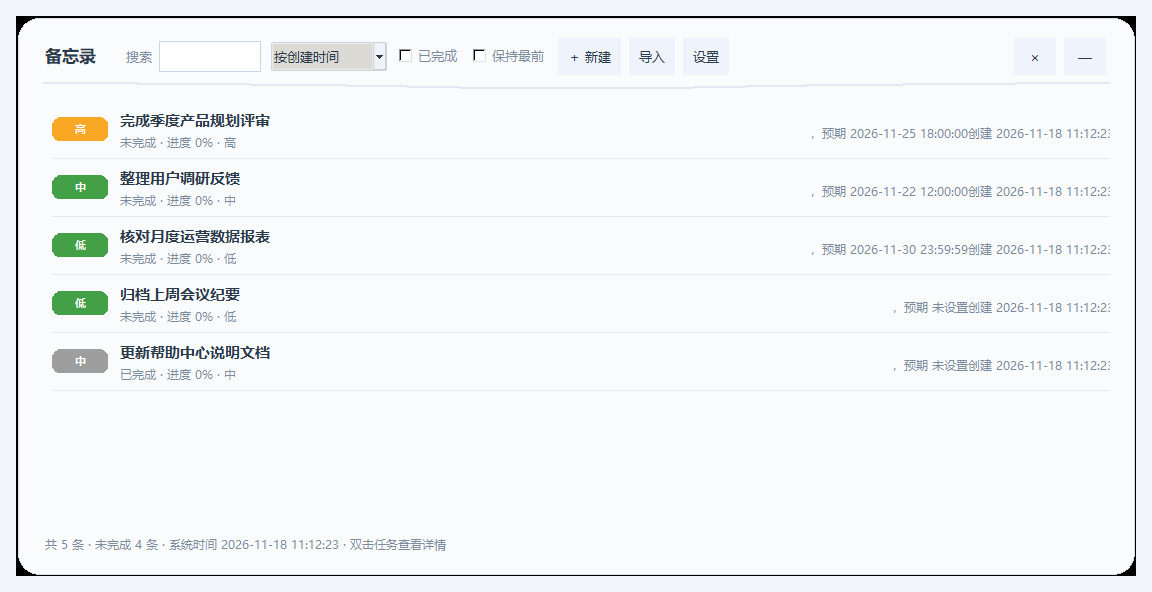 备忘录 搜索 按创建时间 已完成 保持最前 + 新建 导入 设置 × —
高 完成季度产品规划评审
未完成 · 进度 0% · 高
, 预期 2026-11-25 18:00:00创建 2026-11-18 11:12:23
中 整理用户调研反馈
未完成 · 进度 0% · 中
, 预期 2026-11-22 12:00:00创建 2026-11-18 11:12:23
低 核对月度运营数据报表
未完成 · 进度 0% · 低
, 预期 2026-11-30 23:59:59创建 2026-11-18 11:12:23
低 归档上周会议纪要
未完成 · 进度 0% · 低
, 预期 未设置创建 2026-11-18 11:12:23
中 更新帮助中心说明文档
已完成 · 进度 0% · 中
, 预期 未设置创建 2026-11-18 11:12:23
共 5 条 · 未完成 4 条 · 系统时间 2026-11-18 11:12:23 · 双击任务查看详情